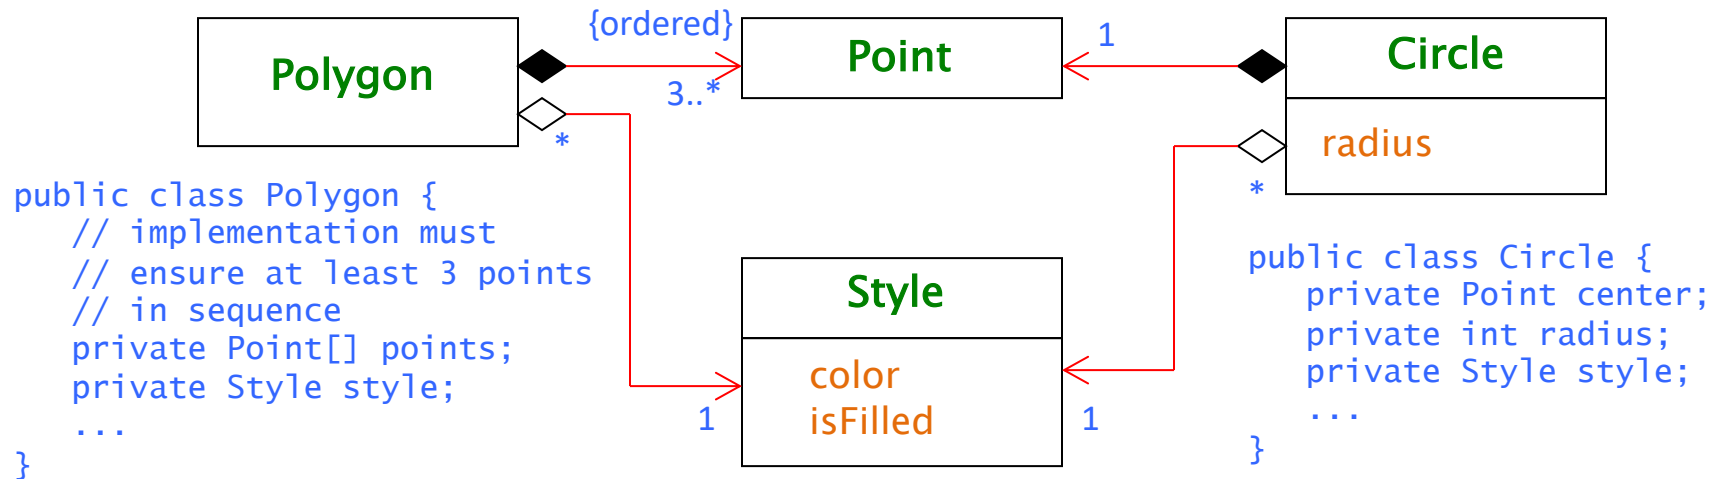 {ordered}
Polygon
3..*
*
Point
1
Circle
radius
*
public class Polygon {
   // implementation must
   // ensure at least 3 points
   // in sequence
   private Point[] points;
   private Style style;
   ...
}
Style
color
isFilled
1
1
public class Circle {
   private Point center;
   private int radius;
   private Style style;
   ...
}